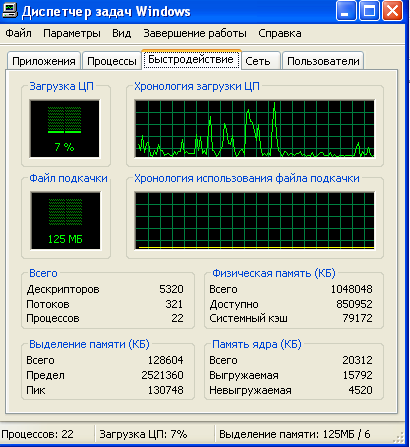 Диспетчер задач Windows
Файл Параметры Вид Завершение работы Справка
Приложения Процессы Быстродействие Сеть Пользователи
Загрузка ЦП Хронология загрузки ЦП
7 %
Файл подкачки Хронология использования файла подкачки
125 МБ
Всего
Дескрипторов 5320
Потоков 321
Процессов 22
Физическая память (КБ)
Всего 1048048
Доступно 850952
Системный кэш 79172
Выделение памяти (КБ)
Всего 128604
Предел 2521360
Пик 130748
Память ядра (КБ)
Всего 20312
Выгружаемая 15792
Невыгружаемая 4520
Процессов: 22 Загрузка ЦП: 7% Выделение памяти: 125МБ / 6